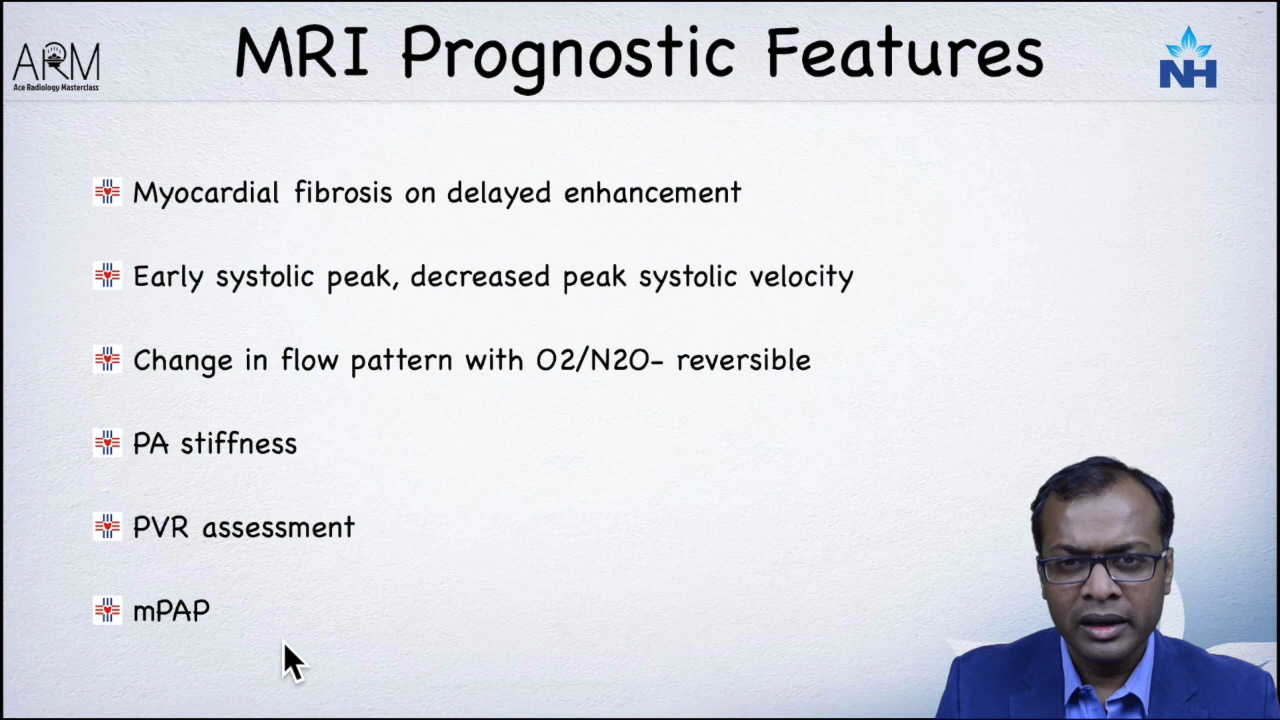 MRI Prognostic Features
ARM
Ace Radiology Masterclass
NH
Myocardial fibrosis on delayed enhancement
Early systolic peak, decreased peak systolic velocity
Change in flow pattern with O2/N2O- reversible
PA stiffness
PVR assessment
mPAP